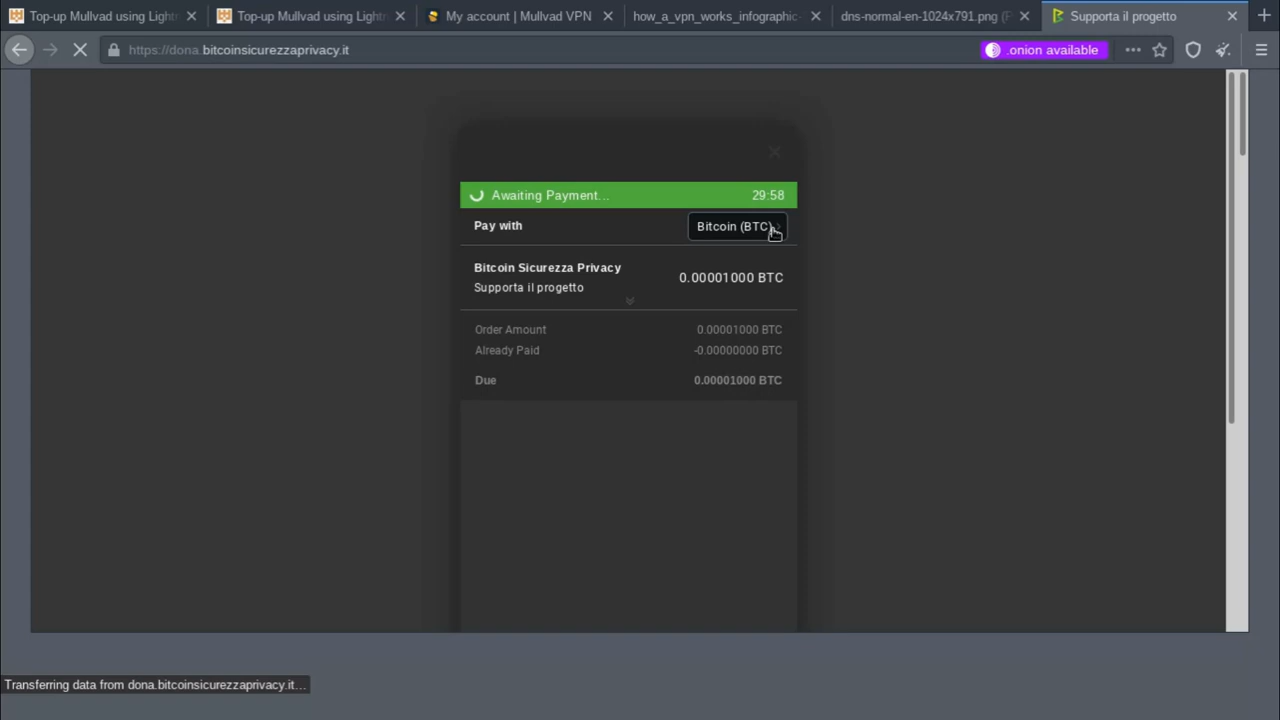 Top-up Mullvad using Lightn
Top-up Mullvad using Lightn
My account | Mullvad VPN
how_a_vpn_works_infographic-
dns-normal-en-1024x791.png (P
Supporta il progetto
https://dona.bitcoinsicurezzaprivacy.it
.onion available
Awaiting Payment...
29:58
Pay with
Bitcoin (BTC)
Bitcoin Sicurezza Privacy
0.00001000 BTC
Supporta il progetto
Order Amount
0.00001000 BTC
Already Paid
-0.00000000 BTC
Due
0.00001000 BTC
Transferring data from dona.bitcoinsicurezzaprivacy.it…